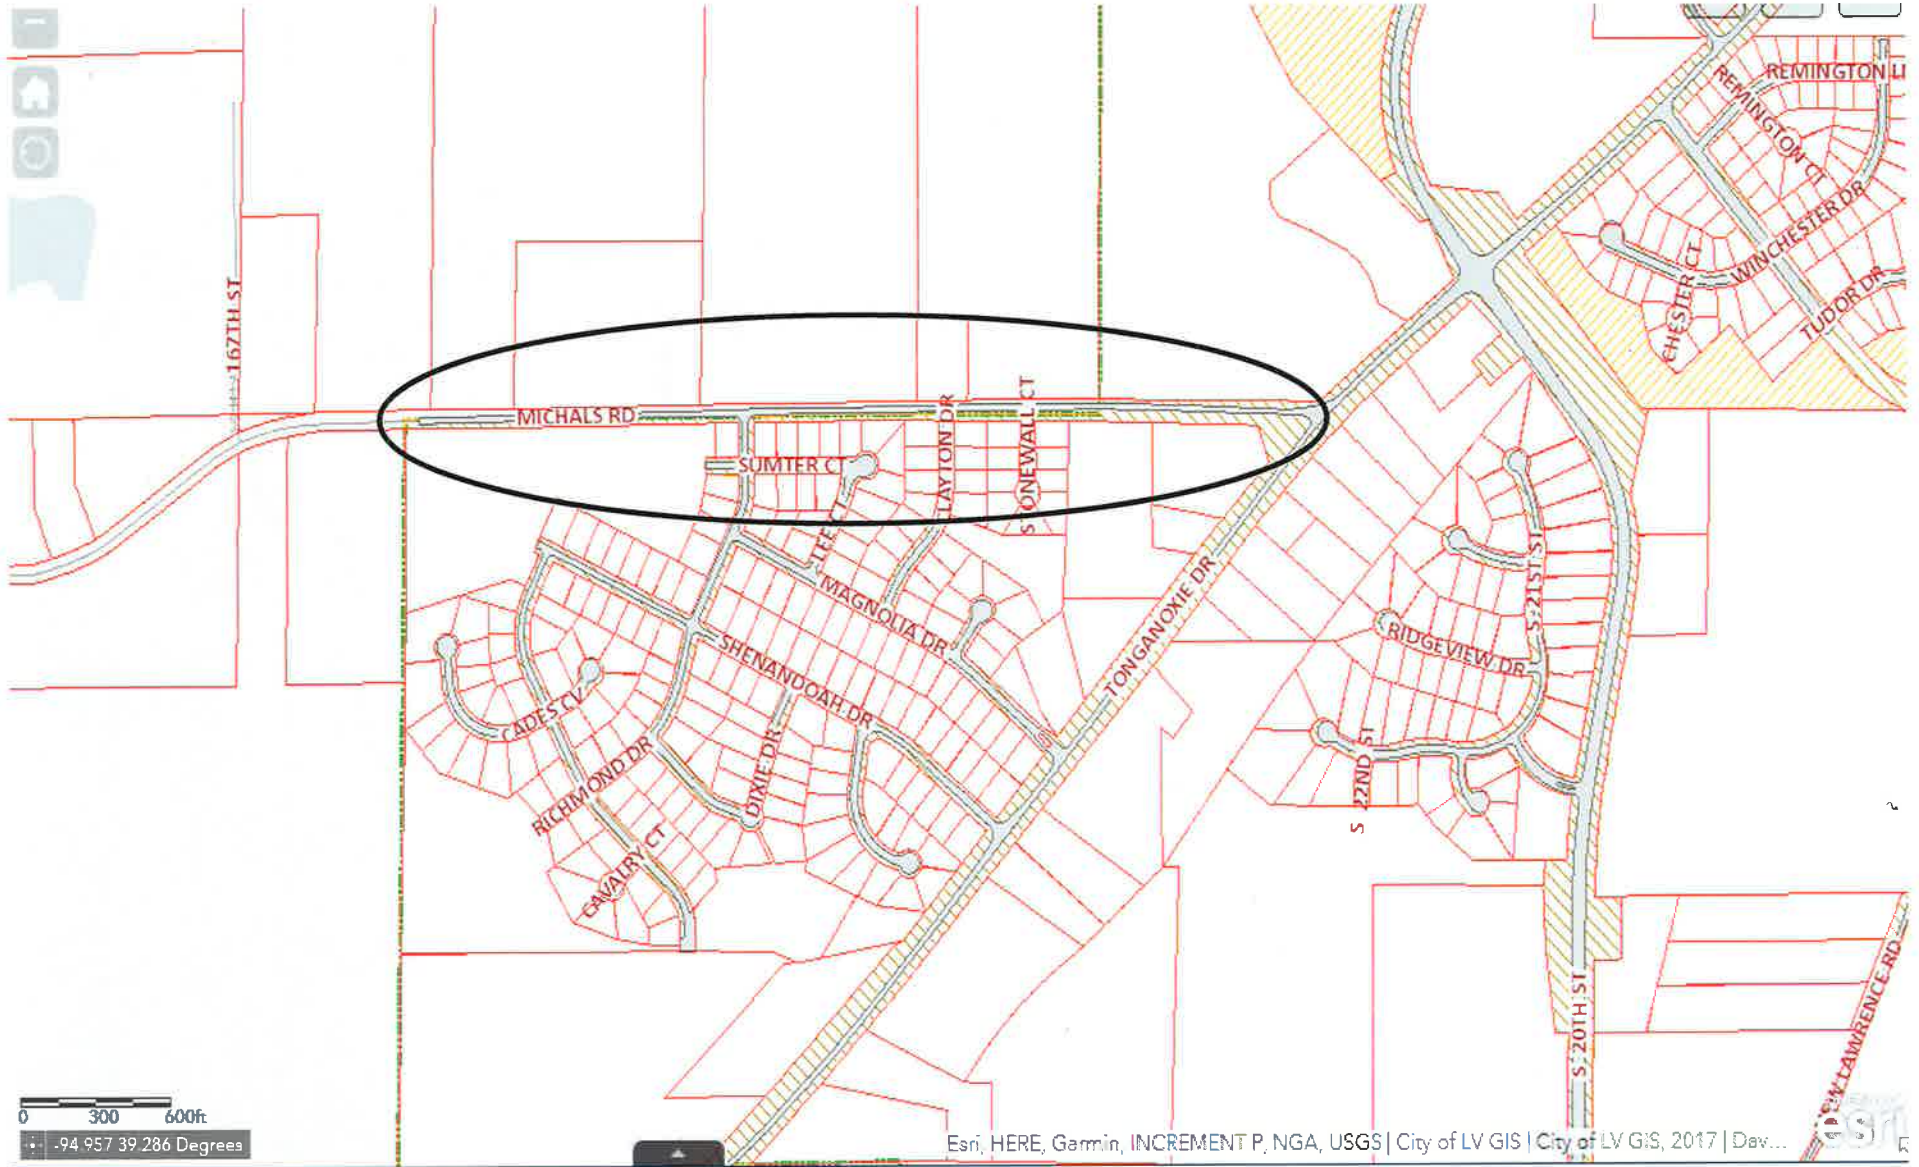 REMINGTON
REMINGTON CT
WINCHESTER DR
CHESTER CT
TUDOR DR
167TH ST
MICHALS RD
SUMTER CT
LEE CT
LAYTON DR
STONEWALL CT
MAGNOLIA DR
SHENANDOAH DR
CADES CV
RICHMOND DR
DIXIE DR
CAVALRY CT
TONGANOXIE DR
S 21ST ST
RIDGEVIEW DR
S 22ND ST
S 20TH ST
LAWRENCE RD
0 300 600ft
-94.957 39.286 Degrees
Esri, HERE, Garmin, INCREMENT P, NGA, USGS | City of LV GIS | City of LV GIS, 2017 | Dav...
esri